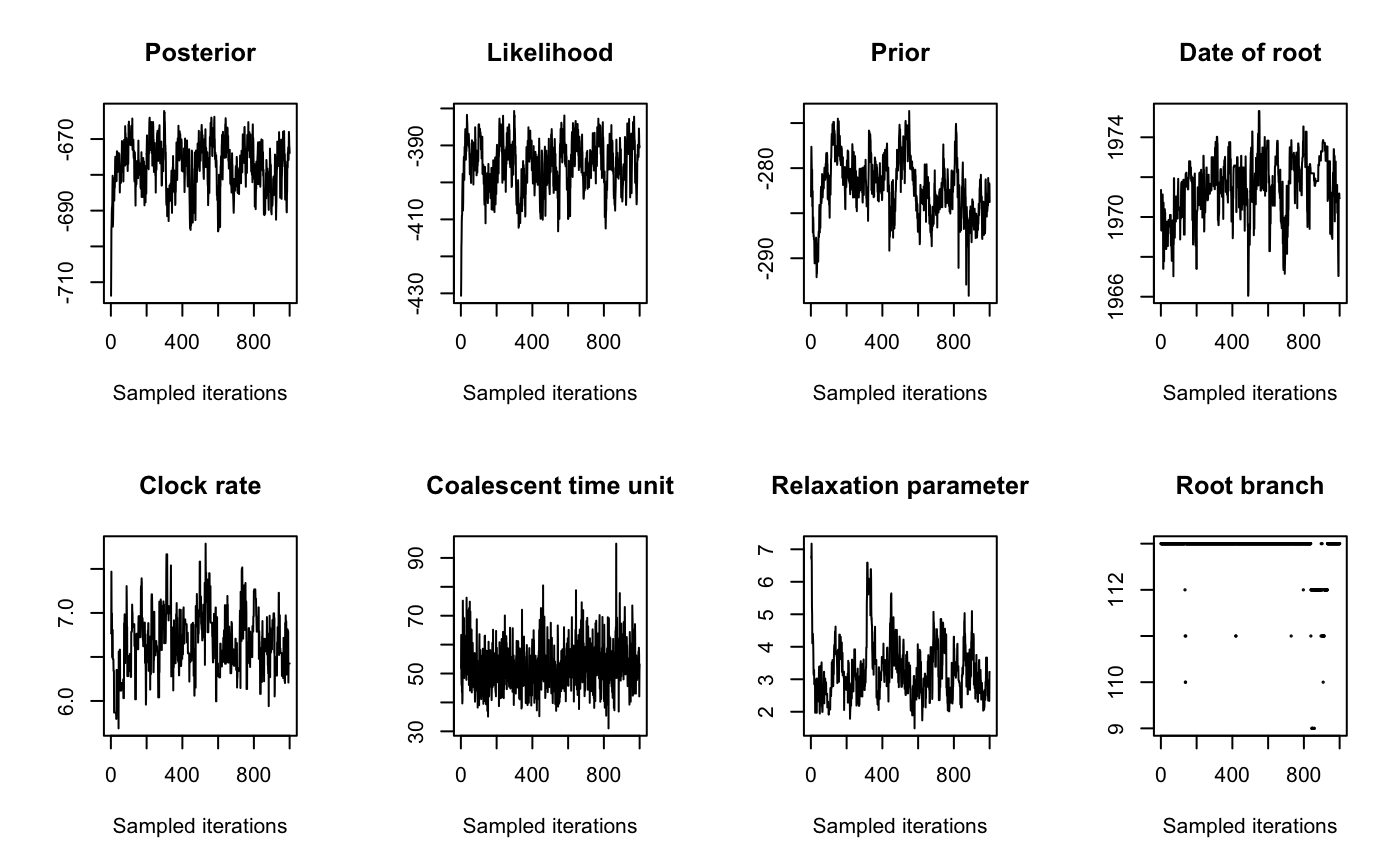 Posterior
Likelihood
Prior
Date of root
-670
-690
-710
0 400 800
Sampled iterations
-390
-410
-430
0 400 800
Sampled iterations
-280
-290
0 400 800
Sampled iterations
1974
1970
1966
0 400 800
Sampled iterations
Clock rate
Coalescent time unit
Relaxation parameter
Root branch
7.0
6.0
0 400 800
Sampled iterations
90
70
50
30
0 400 800
Sampled iterations
7
6
5
4
3
2
0 400 800
Sampled iterations
112
110
9
0 400 800
Sampled iterations